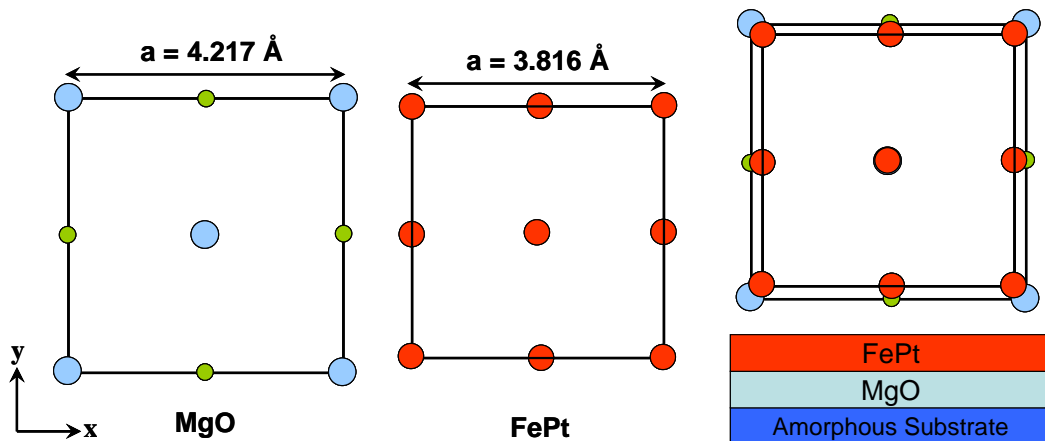 a = 4.217 Å
a = 3.816 Å
y
x
MgO
FePt
FePt
MgO
Amorphous Substrate